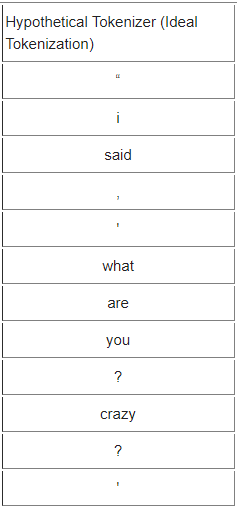 Hypothetical Tokenizer (Ideal
Tokenization)
“
i
said
,
'
what
are
you
?
crazy
?
'